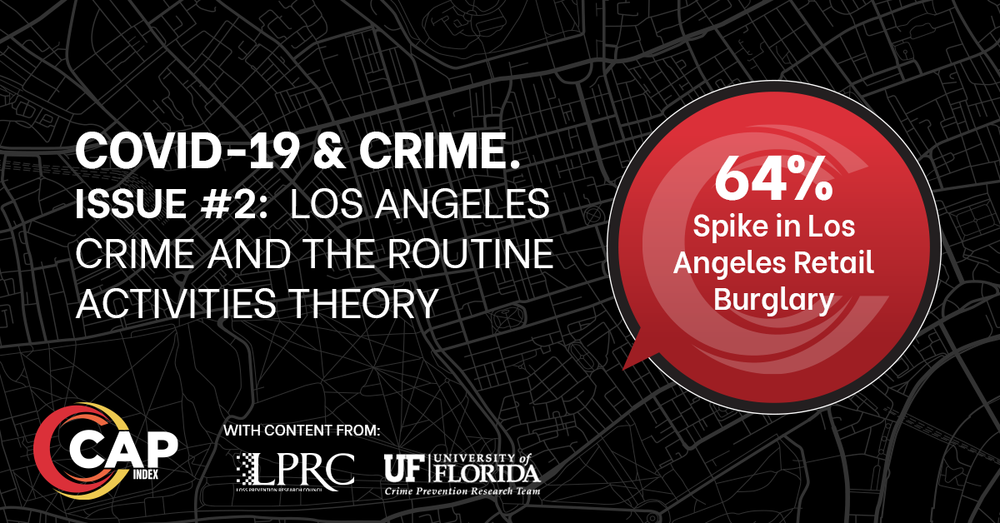 COVID-19 & CRIME.
ISSUE #2: LOS ANGELES
CRIME AND THE ROUTINE
ACTIVITIES THEORY
64%
Spike in Los
Angeles Retail
Burglary
CAP
INDEX
WITH CONTENT FROM:
LPRC
LOSS PREVENTION RESEARCH COUNCIL
UF UNIVERSITY of
FLORIDA
Crime Prevention Research Team